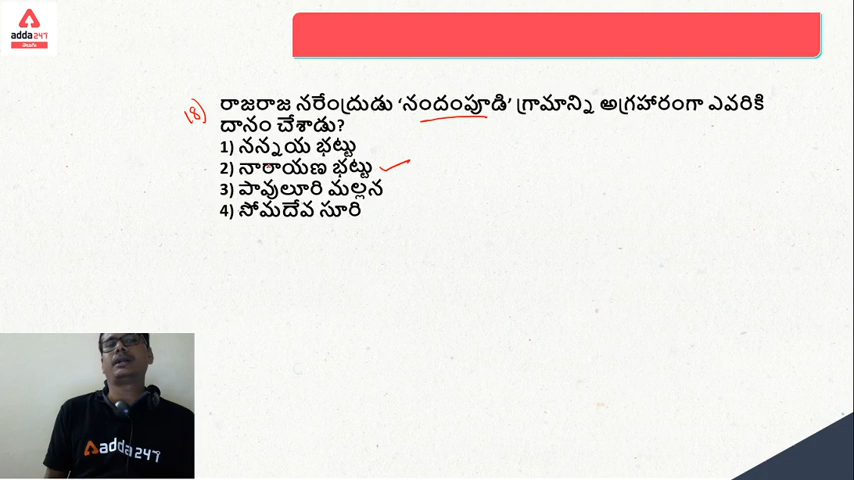 adda247
తెలుగు
18)
రాజరాజ నరేంద్రుడు ‘నందంపూడి’ గ్రామాన్ని అగ్రహారంగా ఎవరికి
దానం చేశాడు?
1) నన్నయ భట్టు
2) నారాయణ భట్టు
3) పావులూరి మల్లన
4) సోమదేవ సూరి
adda247